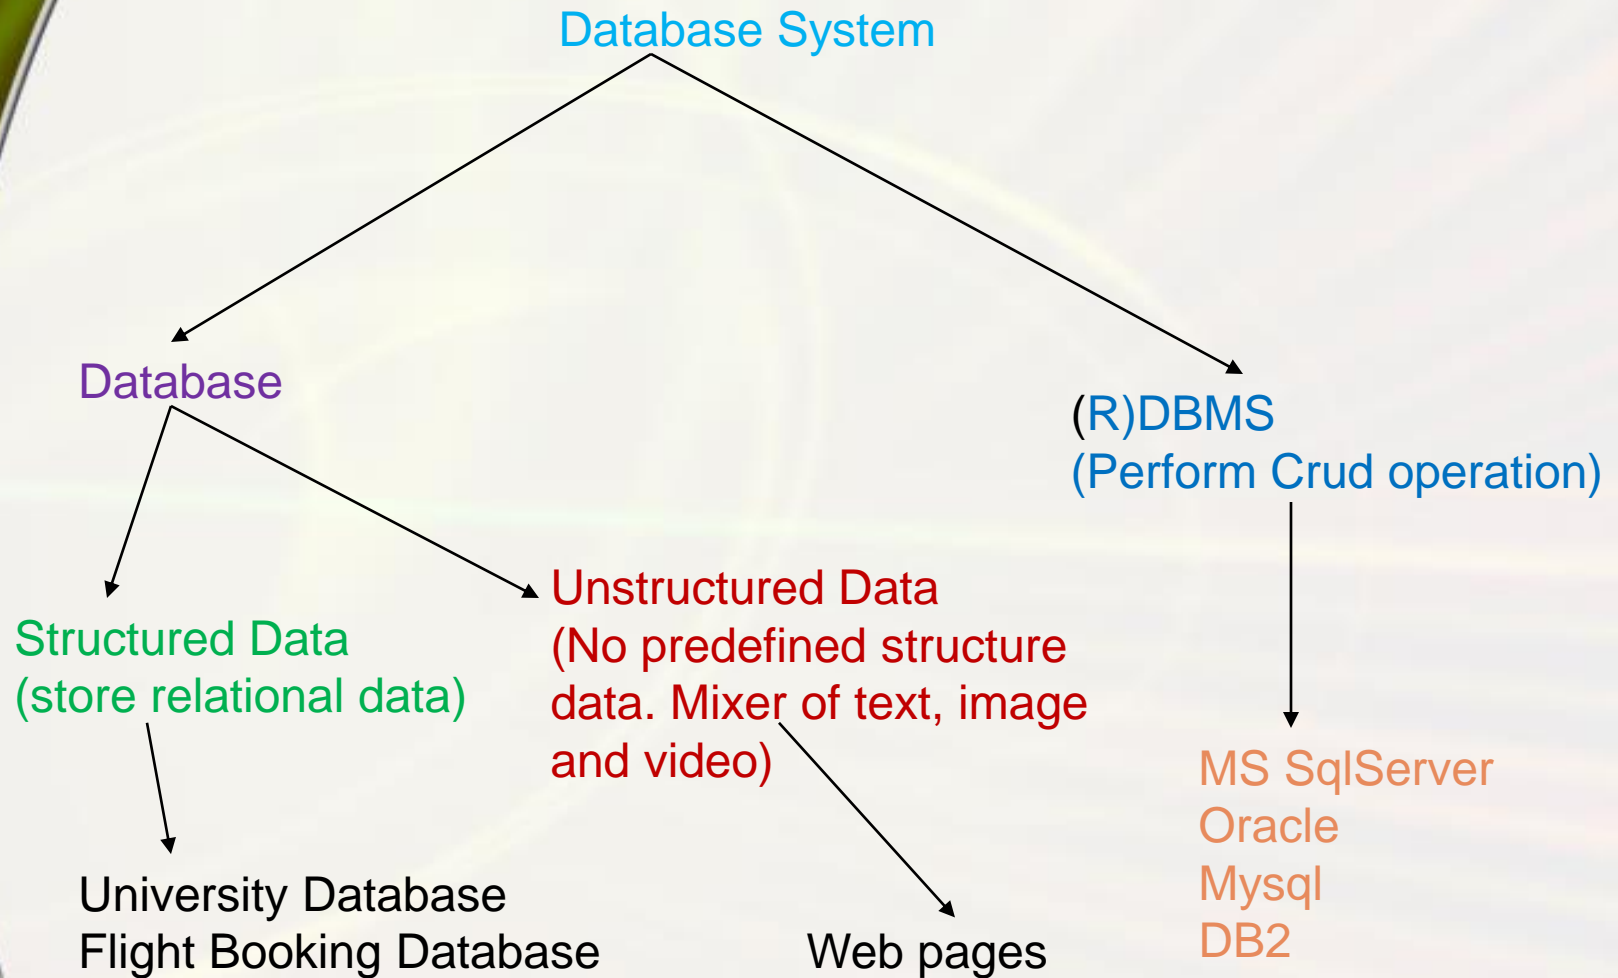 Database System
Database
(R)DBMS
(Perform Crud operation)
Structured Data
(store relational data)
Unstructured Data
(No predefined structure
data. Mixer of text, image
and video)
University Database
Flight Booking Database
Web pages
MS SqlServer
Oracle
Mysql
DB2